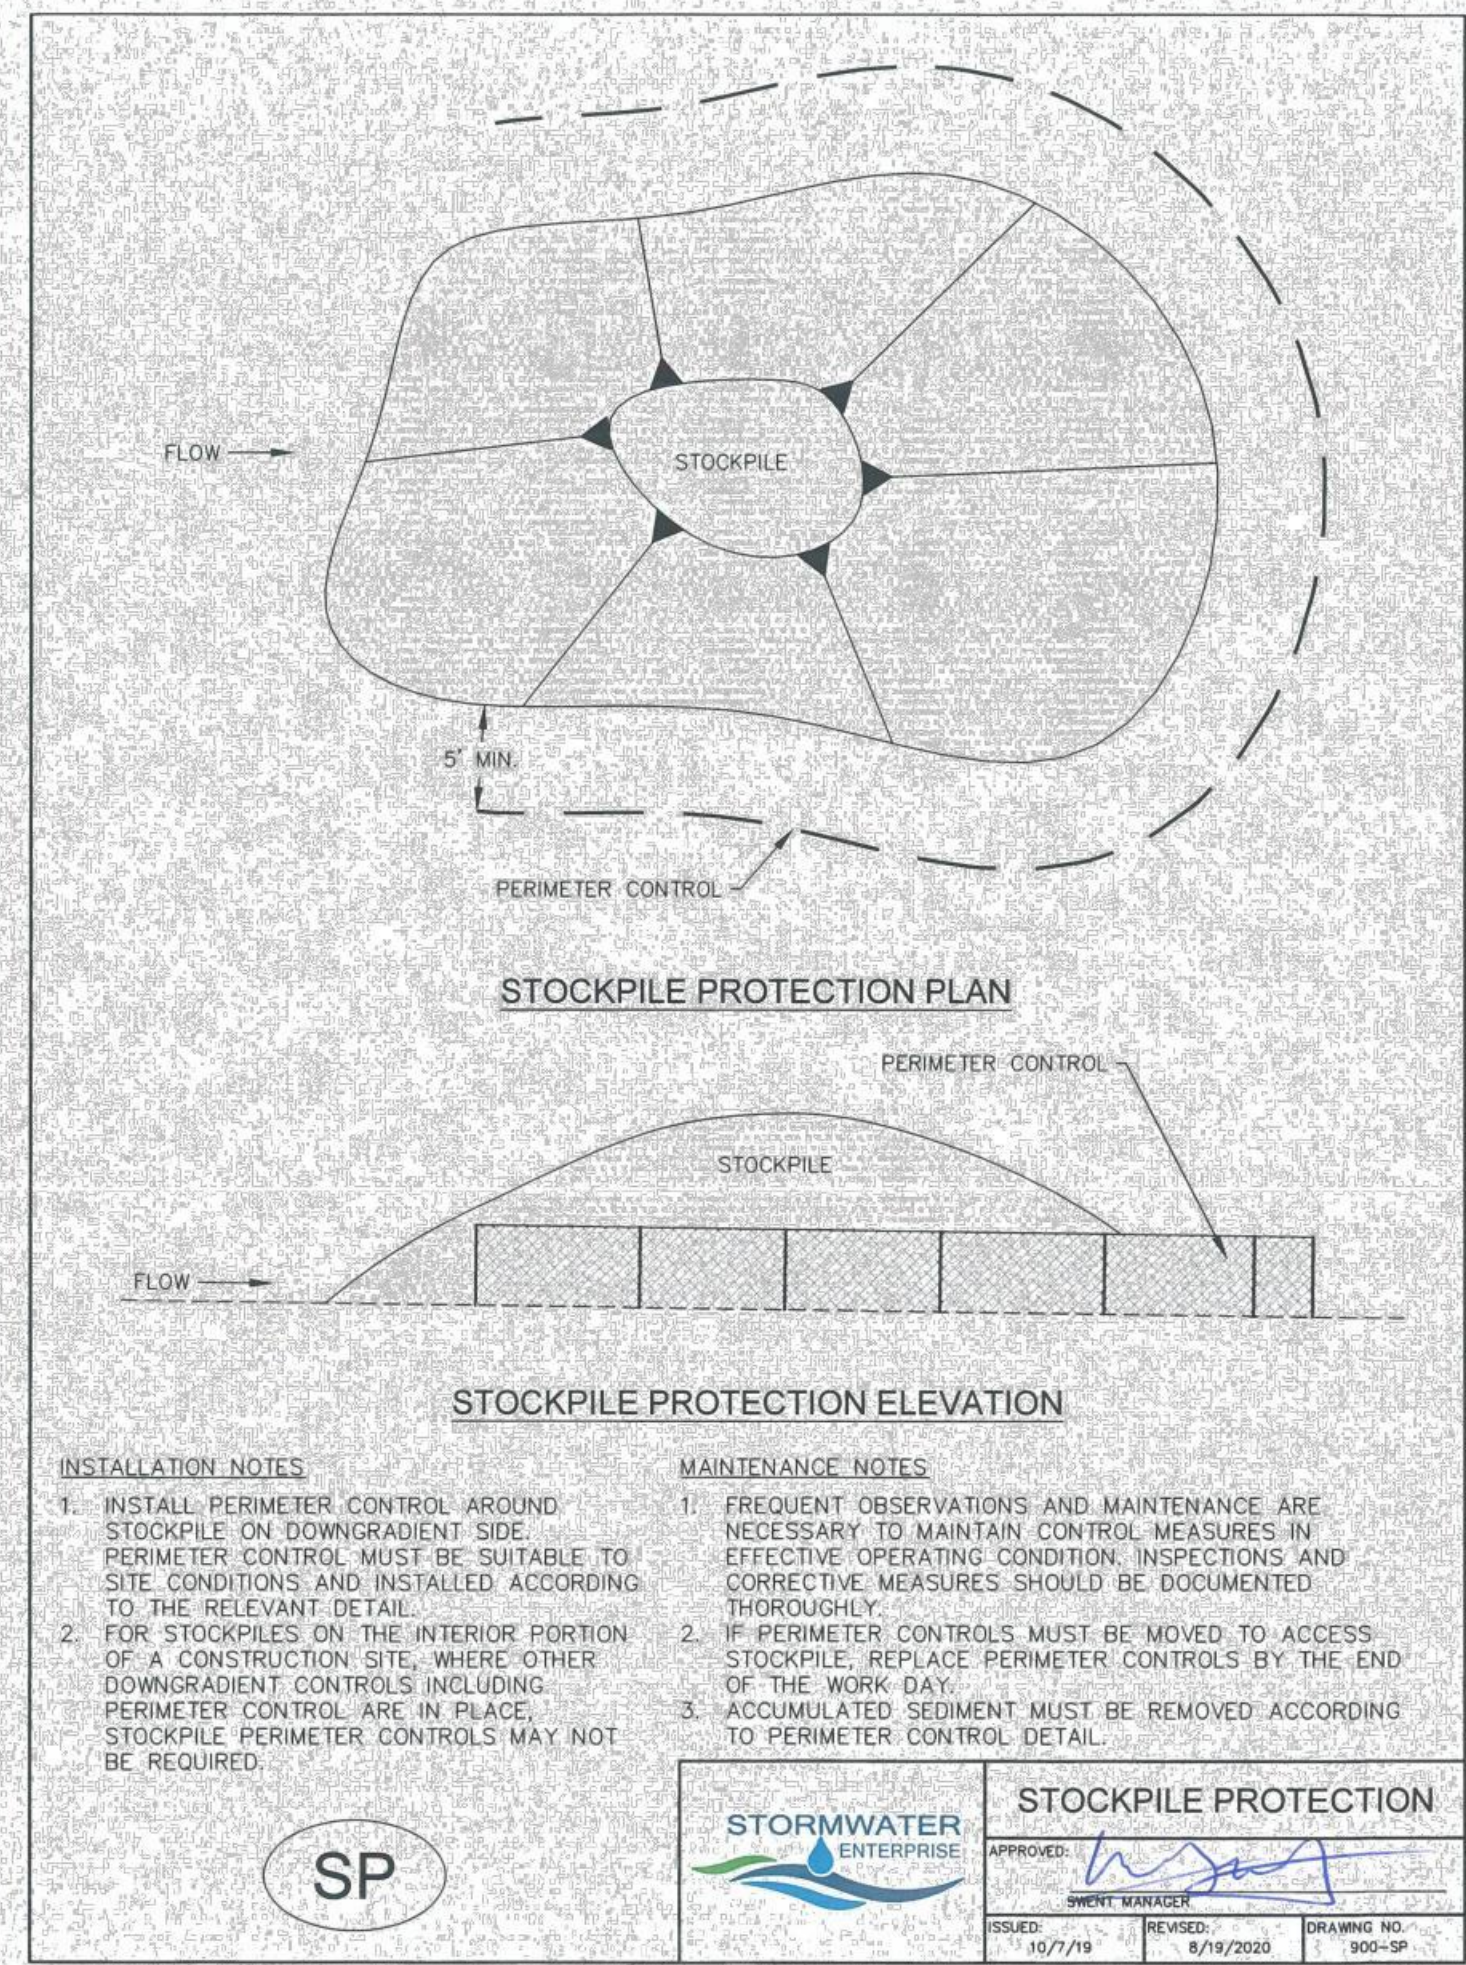 FLOW
STOCKPILE
5' MIN.
PERIMETER CONTROL
STOCKPILE PROTECTION PLAN
PERIMETER CONTROL
STOCKPILE
FLOW
STOCKPILE PROTECTION ELEVATION
INSTALLATION NOTES
1. INSTALL PERIMETER CONTROL AROUND
STOCKPILE ON DOWNGRADIENT SIDE.
PERIMETER CONTROL MUST BE SUITABLE TO
SITE CONDITIONS AND INSTALLED ACCORDING
TO THE RELEVANT DETAIL.
2. FOR STOCKPILES ON THE INTERIOR PORTION
OF A CONSTRUCTION SITE, WHERE OTHER
DOWNGRADIENT CONTROLS INCLUDING
PERIMETER CONTROL ARE IN PLACE,
STOCKPILE PERIMETER CONTROLS MAY NOT
BE REQUIRED.
MAINTENANCE NOTES
1. FREQUENT OBSERVATIONS AND MAINTENANCE ARE
NECESSARY TO MAINTAIN CONTROL MEASURES IN
EFFECTIVE OPERATING CONDITION. INSPECTIONS AND
CORRECTIVE MEASURES SHOULD BE DOCUMENTED
THOROUGHLY.
2. IF PERIMETER CONTROLS MUST BE MOVED TO ACCESS
STOCKPILE, REPLACE PERIMETER CONTROLS BY THE END
OF THE WORK DAY.
3. ACCUMULATED SEDIMENT MUST BE REMOVED ACCORDING
TO PERIMETER CONTROL DETAIL.
SP
STORMWATER
ENTERPRISE
STOCKPILE PROTECTION
APPROVED:
SWENT MANAGER
ISSUED:
10/7/19
REVISED:
8/19/2020
DRAWING NO.
900-SP